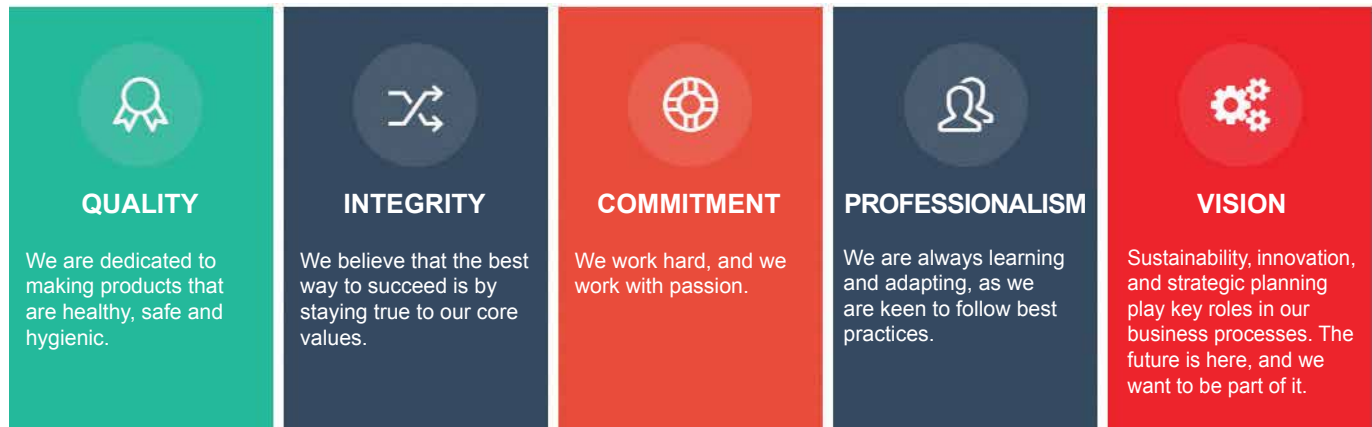 QUALITY
We are dedicated to
making products that
are healthy, safe and
hygienic.
INTEGRITY
We believe that the best
way to succeed is by
staying true to our core
values.
COMMITMENT
We work hard, and we
work with passion.
PROFESSIONALISM
We are always learning
and adapting, as we
are keen to follow best
practices.
VISION
Sustainability, innovation,
and strategic planning
play key roles in our
business processes. The
future is here, and we
want to be part of it.